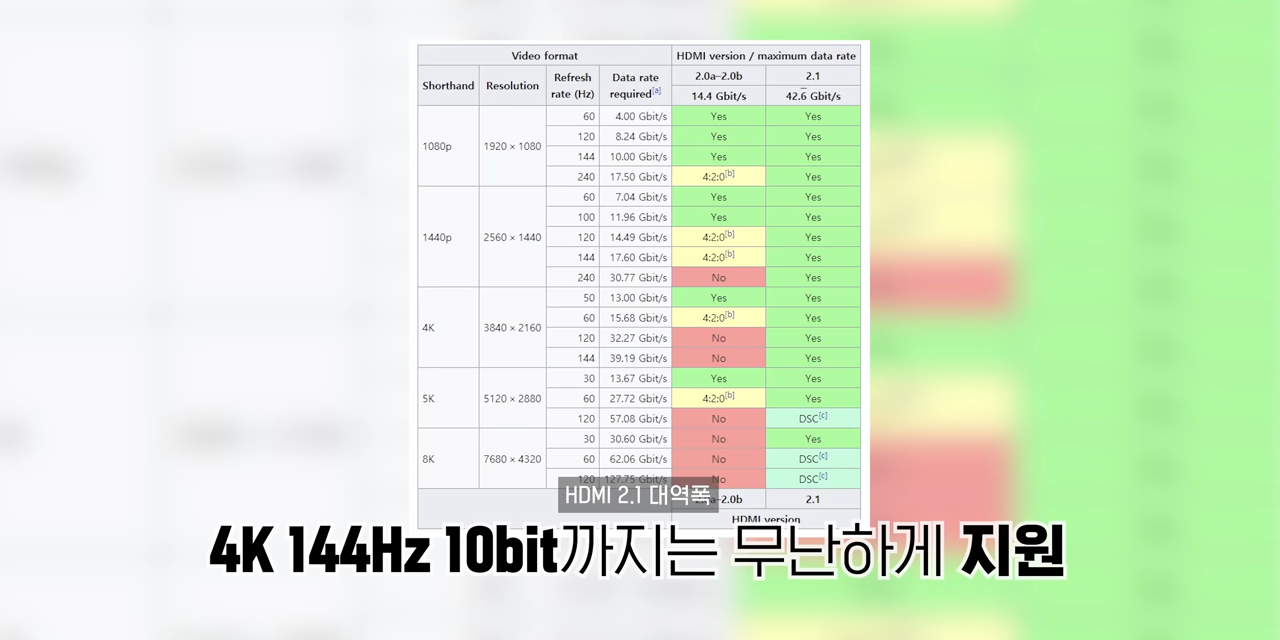 Video format HDMI version / maximum data rate
Shorthand Resolution Refresh rate (Hz) Data rate required[a] 2.0a–2.0b 2.1
14.4 Gbit/s 42.6 Gbit/s
1080p 1920 × 1080 60 4.00 Gbit/s Yes Yes
120 8.24 Gbit/s Yes Yes
144 10.00 Gbit/s Yes Yes
240 17.50 Gbit/s 4:2:0[b] Yes
1440p 2560 × 1440 60 7.04 Gbit/s Yes Yes
100 11.96 Gbit/s Yes Yes
120 14.49 Gbit/s 4:2:0[b] Yes
144 17.60 Gbit/s 4:2:0[b] Yes
240 30.77 Gbit/s No Yes
4K 3840 × 2160 50 13.00 Gbit/s Yes Yes
60 15.68 Gbit/s 4:2:0[b] Yes
120 32.27 Gbit/s No Yes
144 39.19 Gbit/s No Yes
5K 5120 × 2880 30 13.67 Gbit/s Yes Yes
60 27.72 Gbit/s 4:2:0[b] Yes
120 57.08 Gbit/s No DSC[c]
8K 7680 × 4320 30 30.60 Gbit/s No Yes
60 62.06 Gbit/s No DSC[c]
120 127.75 Gbit/s No DSC[c]
2.0a–2.0b 2.1
HDMI version
HDMI 2.1 대역폭
4K 144Hz 10bit까지는 무난하게 지원